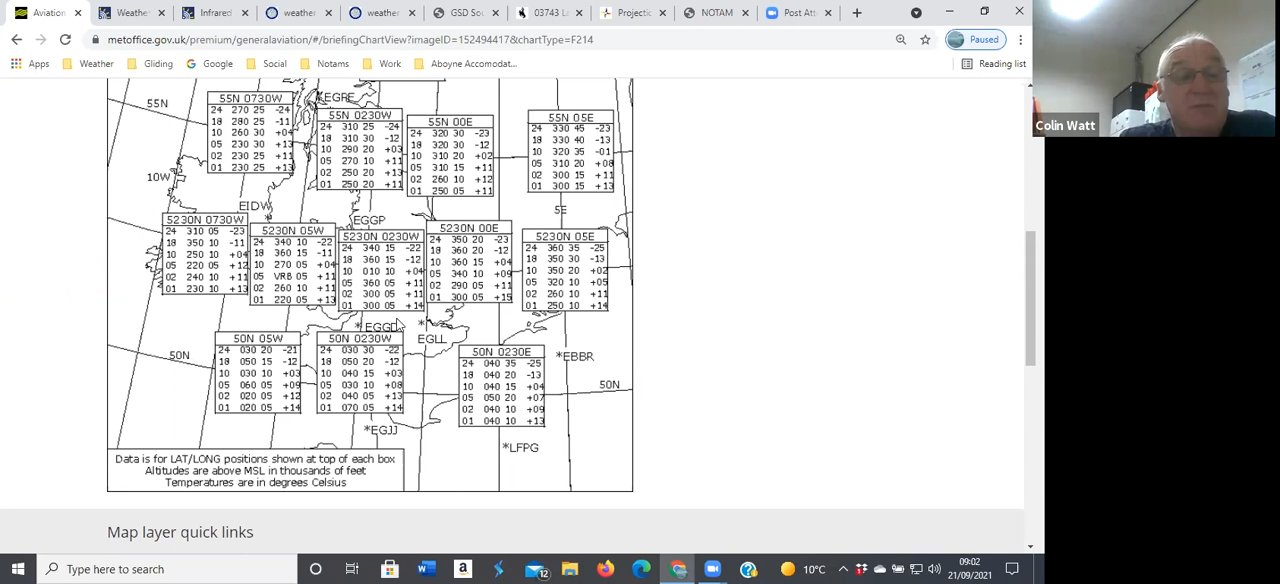 Aviation
Weathe
Infrared
weather
weather
GSD So
03743 L
Projectic
NOTAM
Post Att
metoffice.gov.uk/premium/generalaviation/#/briefingChartView?imageID=152494417&chartType=F214
Paused
Apps
Weather
Gliding
Google
Social
Notams
Work
Aboyne Accomodat...
Reading list
Colin Watt
55N
10W
50N
50N
5E
*EGPF
EIDW
*
EGGP
* EGGD
*
EGLL
*EBBR
*EGJJ
*LFPG
55N 0730W
24 270 25 -24
18 280 25 -11
10 260 30 +04
05 230 30 +13
02 230 25 +11
01 230 25 +13
55N 0230W
24 310 25 -24
18 310 30 -12
10 290 20 +03
05 270 10 +11
02 250 20 +13
01 250 20 +11
55N 00E
24 320 30 -23
18 320 30 -12
10 310 20 +02
05 310 15 +11
02 260 10 +12
01 250 05 +11
55N 05E
24 330 45 -23
18 330 40 -13
10 320 35 -01
05 310 20 +08
02 300 15 +11
01 300 15 +13
5230N 0730W
24 310 05 -23
18 350 10 -11
10 250 10 +04
05 220 05 +12
02 240 10 +11
01 230 10 +13
5230N 05W
24 340 10 -22
18 360 15 -11
10 270 05 +04
05 VRB 05 +11
02 260 10 +11
01 220 05 +13
5230N 0230W
24 340 15 -22
18 360 15 -12
10 010 10 +04
05 360 05 +11
02 300 05 +11
01 300 05 +14
5230N 00E
24 350 20 -23
18 360 20 -12
10 360 15 +04
05 340 10 +09
02 290 05 +11
01 300 05 +15
5230N 05E
24 360 35 -25
18 350 30 -13
10 350 20 +02
05 320 10 +05
02 260 10 +11
01 250 10 +14
50N 05W
24 030 20 -21
18 050 15 -12
10 030 10 +03
05 060 05 +09
02 020 05 +12
01 020 05 +14
50N 0230W
24 030 30 -22
18 050 20 -12
10 040 15 +03
05 030 10 +08
02 040 05 +13
01 070 05 +14
50N 0230E
24 040 35 -25
18 040 20 -13
10 040 15 +04
05 050 20 +07
02 040 10 +09
01 040 10 +13
Data is for LAT/LONG positions shown at top of each box
Altitudes are above MSL in thousands of feet
Temperatures are in degrees Celsius
Map layer quick links
Type here to search
12
10°C
09:02
21/09/2021